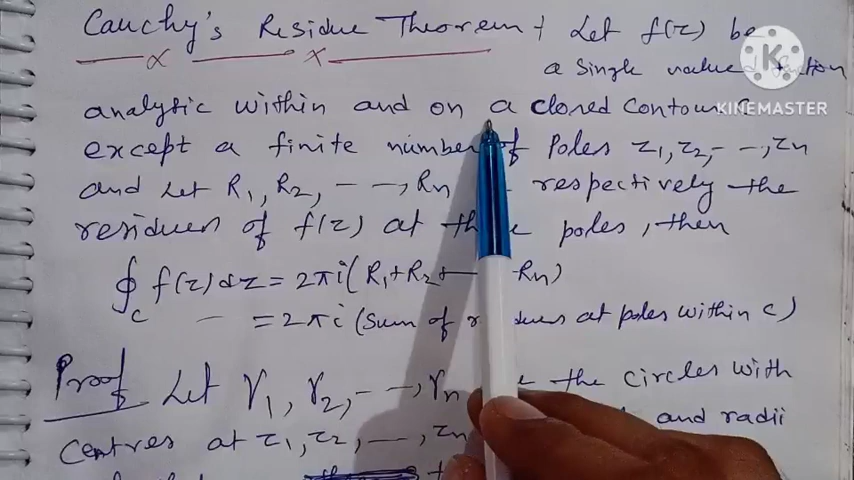 Cauchy's Residue Theorem + Let f(z) be
a single valued function
analytic within and on a closed contour
except a finite number of poles z1, z2, - -, zn
and Let R1, R2, - - -, Rn respectively the
residues of f(z) at poles, then
∮c f(z) dz = 2πi(R1+R2+— Rn)
= 2πi (Sum of residues at poles within c)
Proof Let γ1, γ2, - -, γn the circles with
centres at z1, z2, —, zn and radii
KINEMASTER